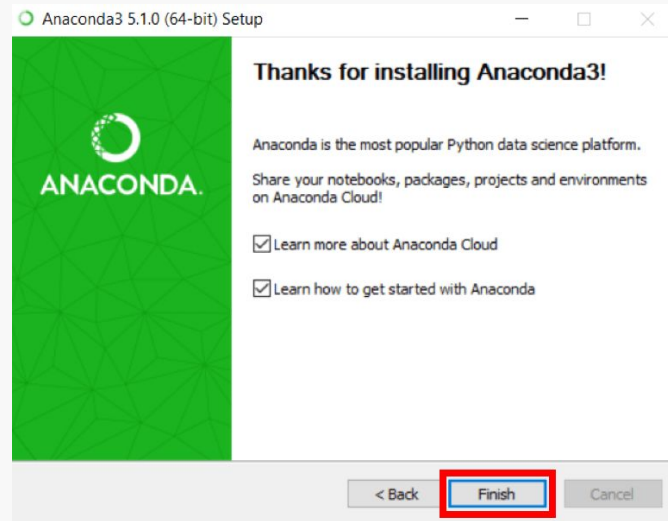 Anaconda3 5.1.0 (64-bit) Setup
Thanks for installing Anaconda3!
ANACONDA.
Anaconda is the most popular Python data science platform.
Share your notebooks, packages, projects and environments
on Anaconda Cloud!
Learn more about Anaconda Cloud
Learn how to get started with Anaconda
< Back
Finish
Cancel